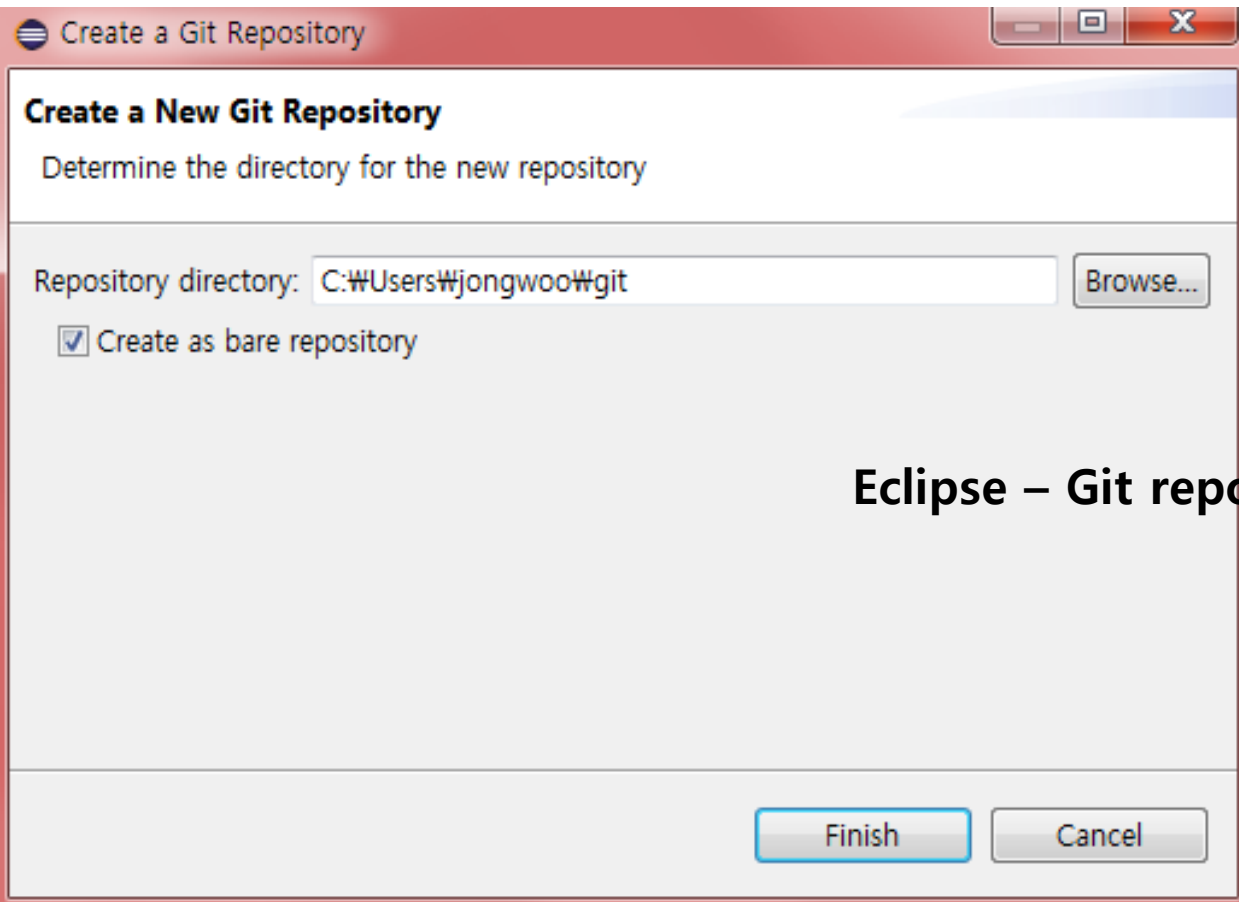 Create a Git Repository
Create a New Git Repository
Determine the directory for the new repository
Repository directory: C:₩Users₩jongwoo₩git Browse...
Create as bare repository
Eclipse – Git repo
Finish Cancel